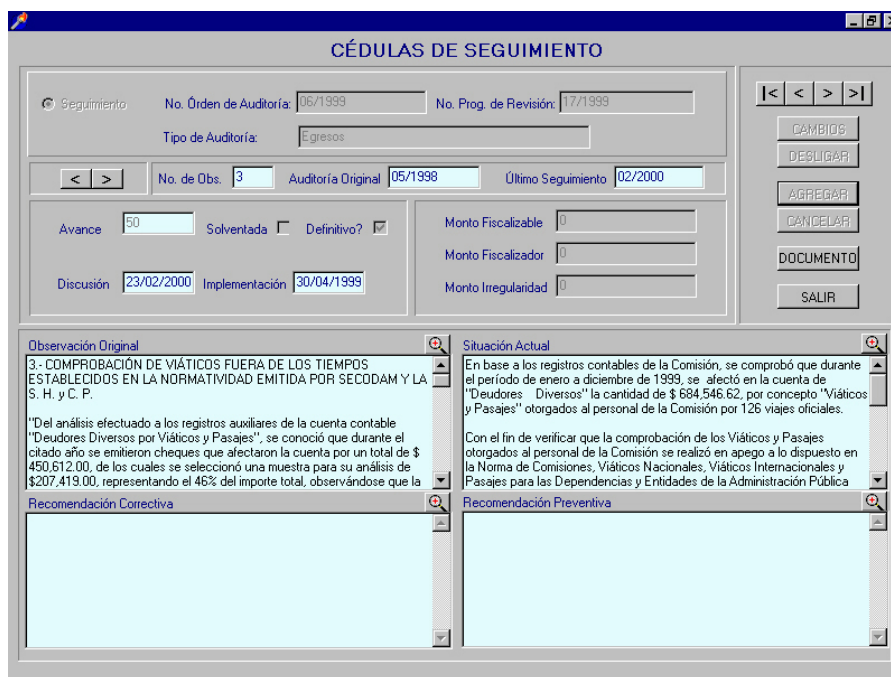 CÉDULAS DE SEGUIMIENTO
Seguimiento No. Órden de Auditoría: 06/1999 No. Prog. de Revisión: 17/1999
Tipo de Auditoría: Egresos
|< < > >|
CAMBIOS
DESLIGAR
AGREGAR
CANCELAR
DOCUMENTO
SALIR
< > No. de Obs. 3 Auditoría Original 05/1998 Último Seguimiento 02/2000
Avance 50 Solventada Definitivo?
Discusión 23/02/2000 Implementación 30/04/1999
Monto Fiscalizable 0
Monto Fiscalizador 0
Monto Irregularidad 0
Observación Original
3.- COMPROBACIÓN DE VIÁTICOS FUERA DE LOS TIEMPOS
ESTABLECIDOS EN LA NORMATIVIDAD EMITIDA POR SECODAM Y LA
S. H. y C. P.
"Del análisis efectuado a los registros auxiliares de la cuenta contable
"Deudores Diversos por Viáticos y Pasajes", se conoció que durante el
citado año se emitieron cheques que afectaron la cuenta por un total de $
450,612.00, de los cuales se seleccionó una muestra para su análisis de
$207,419.00, representando el 46% del importe total, observándose que la
Situación Actual
En base a los registros contables de la Comisión, se comprobó que durante
el período de enero a diciembre de 1999, se afectó en la cuenta de
"Deudores Diversos" la cantidad de $ 684,546.62, por concepto "Viáticos
y Pasajes" otorgados al personal de la Comisión por 126 viajes oficiales.
Con el fin de verificar que la comprobación de los Viáticos y Pasajes
otorgados al personal de la Comisión se realizó en apego a lo dispuesto en
la Norma de Comisiones, Viáticos Nacionales, Viáticos Internacionales y
Pasajes para las Dependencias y Entidades de la Administración Pública
Recomendación Correctiva
Recomendación Preventiva